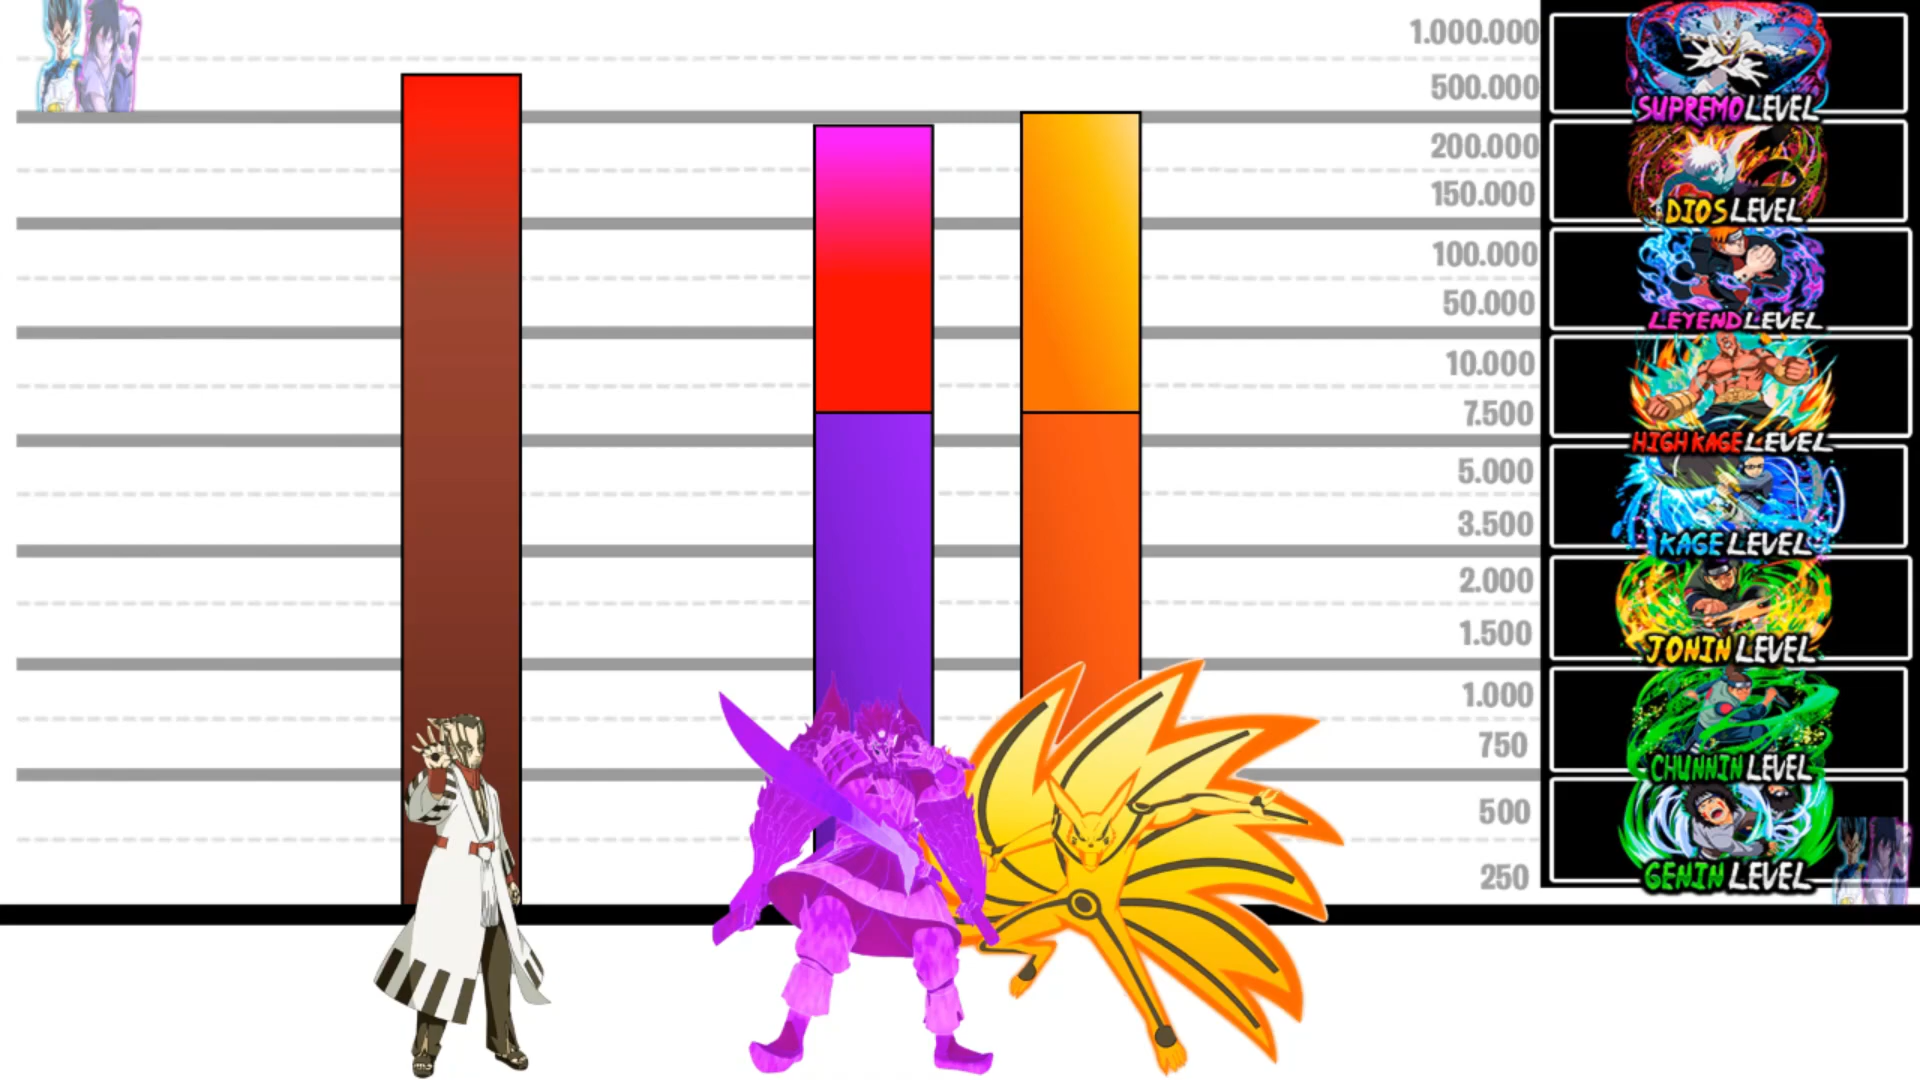 1.000.000
500.000
SUPREMO LEVEL
200.000
150.000
DIOS LEVEL
100.000
50.000
LEYEND LEVEL
10.000
7.500
HIGH KAGE LEVEL
5.000
3.500
KAGE LEVEL
2.000
1.500
JONIN LEVEL
1.000
750
CHUNNIN LEVEL
500
250
GENIN LEVEL